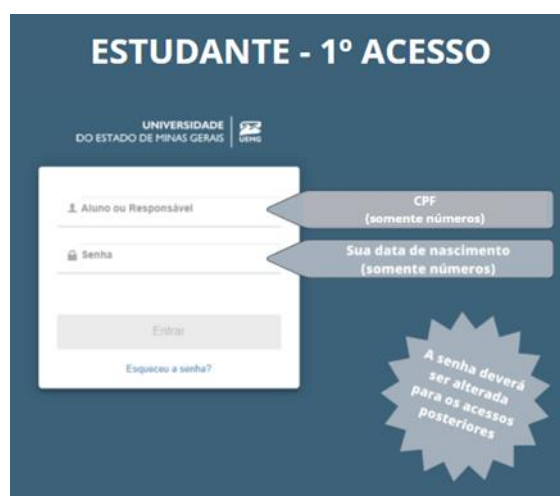 ESTUDANTE - 1º ACESSO
UNIVERSIDADE
DO ESTADO DE MINAS GERAIS
UEMG
Aluno ou Responsável
CPF
(somente números)
Senha
Sua data de nascimento
(somente números)
Entrar
Esqueceu a senha?
A senha deverá
ser alterada
para os acessos
posteriores